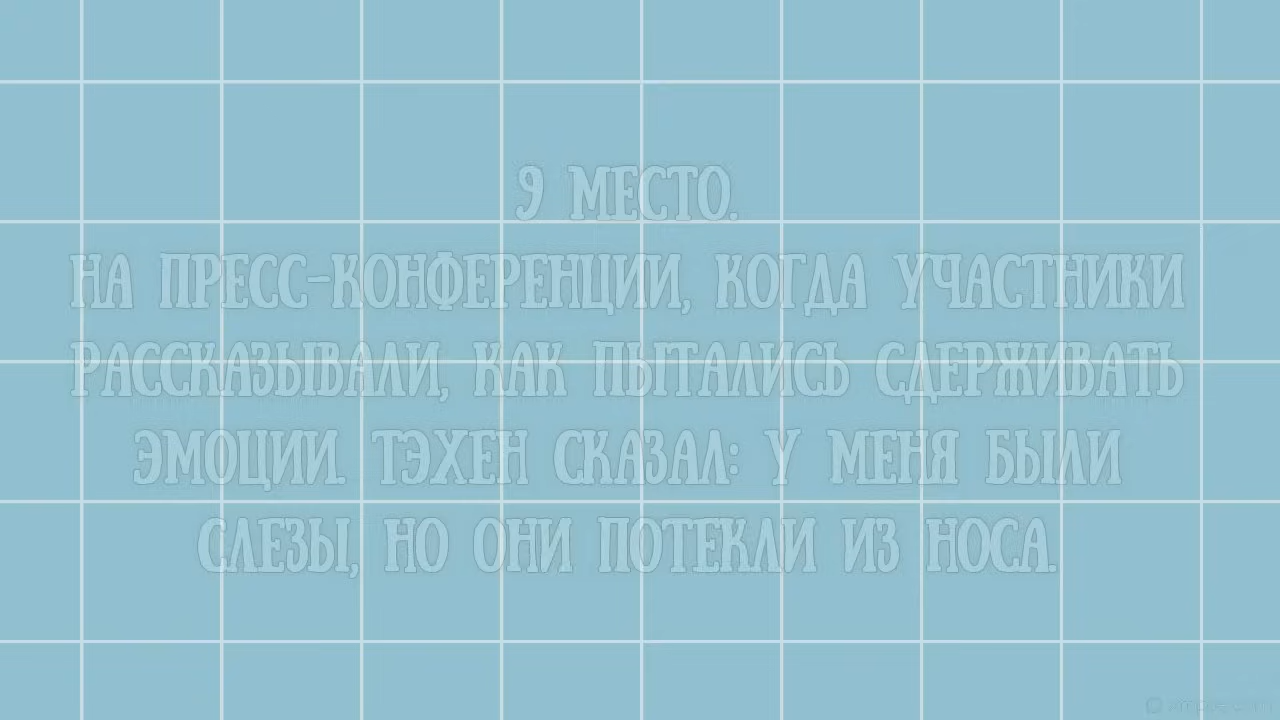 9 МЕСТО.
НА ПРЕСС-КОНФЕРЕНЦИИ, КОГДА УЧАСТНИКИ
РАССКАЗЫВАЛИ, КАК ПЫТАЛИСЬ СДЕРЖИВАТЬ
ЭМОЦИИ. ТЭХЕН СКАЗАЛ: У МЕНЯ БЫЛИ
СЛЕЗЫ, НО ОНИ ПОТЕКЛИ ИЗ НОСА.